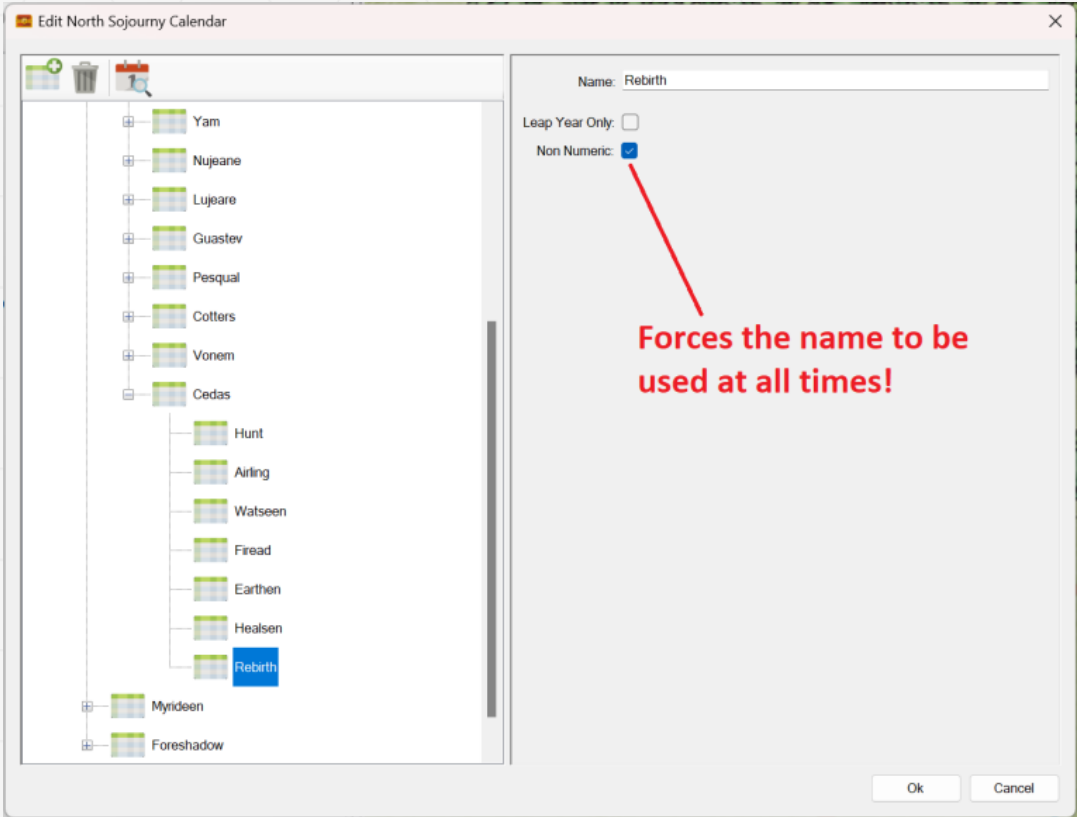 Edit North Sojourny Calendar
Yam
Nujeane
Lujeare
Guastev
Pesqual
Cotters
Vonem
Cedas
Hunt
Airling
Watseen
Firead
Earthen
Healsen
Rebirth
Myrideen
Foreshadow
Name: Rebirth
Leap Year Only:
Non Numeric:
Forces the name to be
used at all times!
Ok Cancel